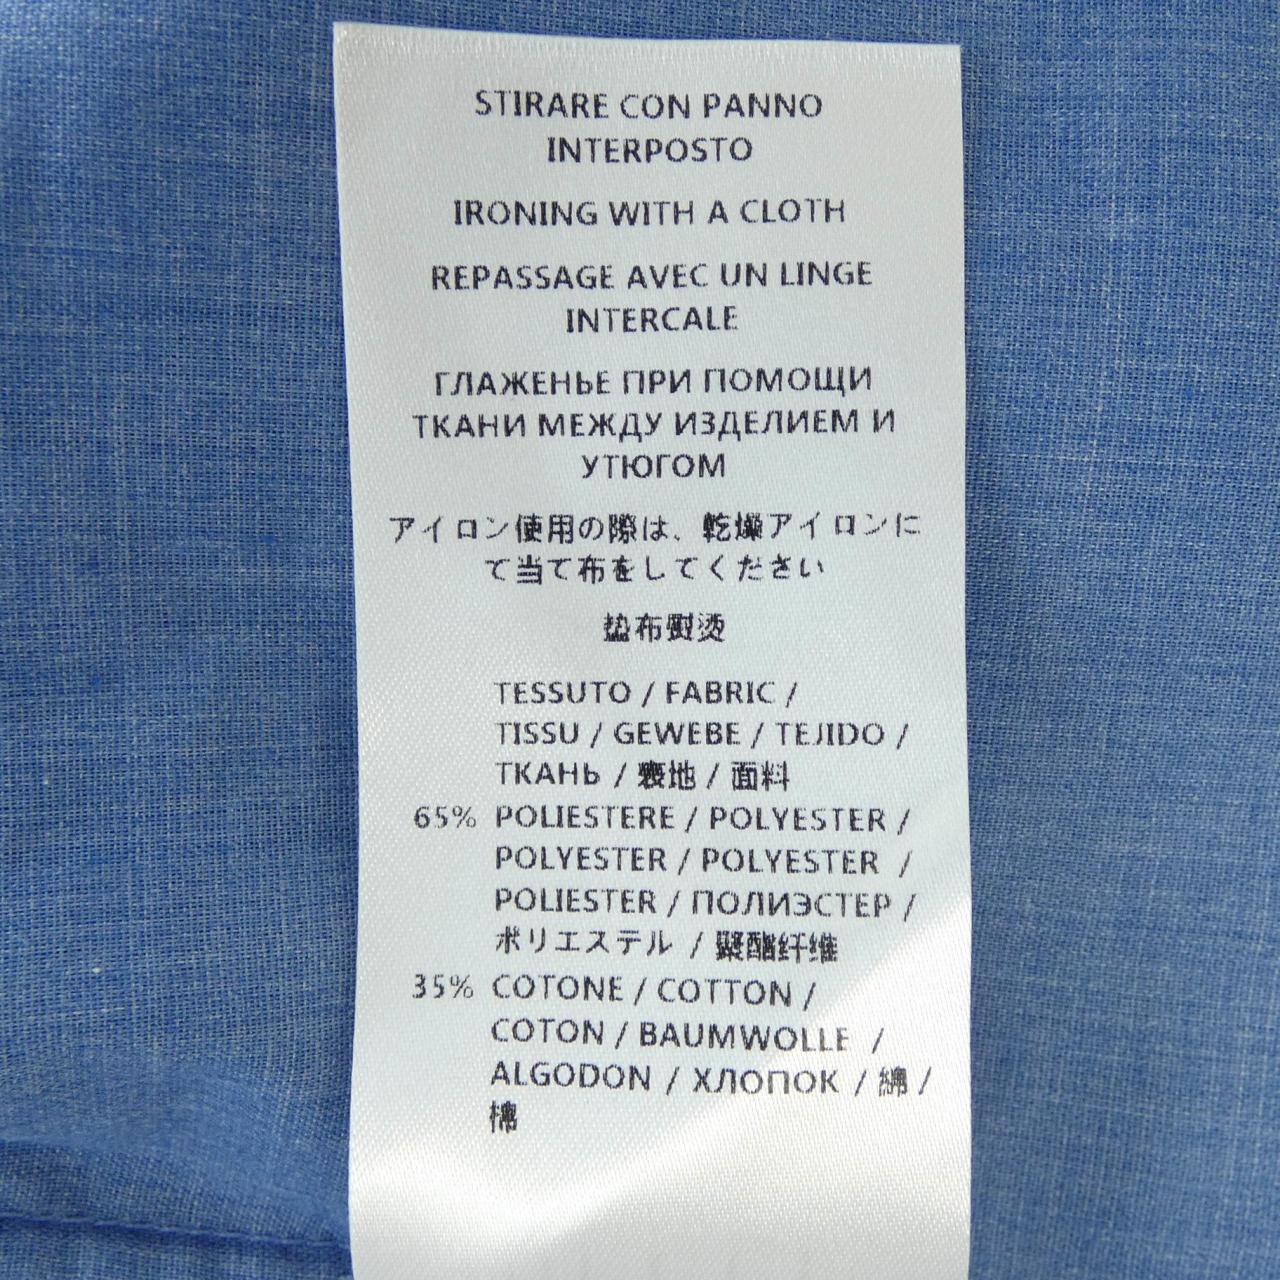 STIRARE CON PANNO
INTERPOSTO
IRONING WITH A CLOTH
REPASSAGE AVEC UN LINGE
INTERCALE
ГЛАЖЕНЬЕ ПРИ ПОМОЩИ
ТКАНИ МЕЖДУ ИЗДЕЛИЕМ И
УТЮГОМ
アイロン使用の際は、乾燥アイロンに
て当て布をしてください
垫布熨烫
TESSUTO / FABRIC /
TISSU / GEWEBE / TEJIDO /
ТКАНЬ / 表地 / 面料
65% POLIESTERE / POLYESTER /
POLYESTER / POLYESTER /
POLIESTER / ПОЛИЭСТЕР /
ポリエステル / 聚酯纤维
35% COTONE / COTTON /
COTON / BAUMWOLLE /
ALGODON / ХЛОПОК / 綿 /
棉